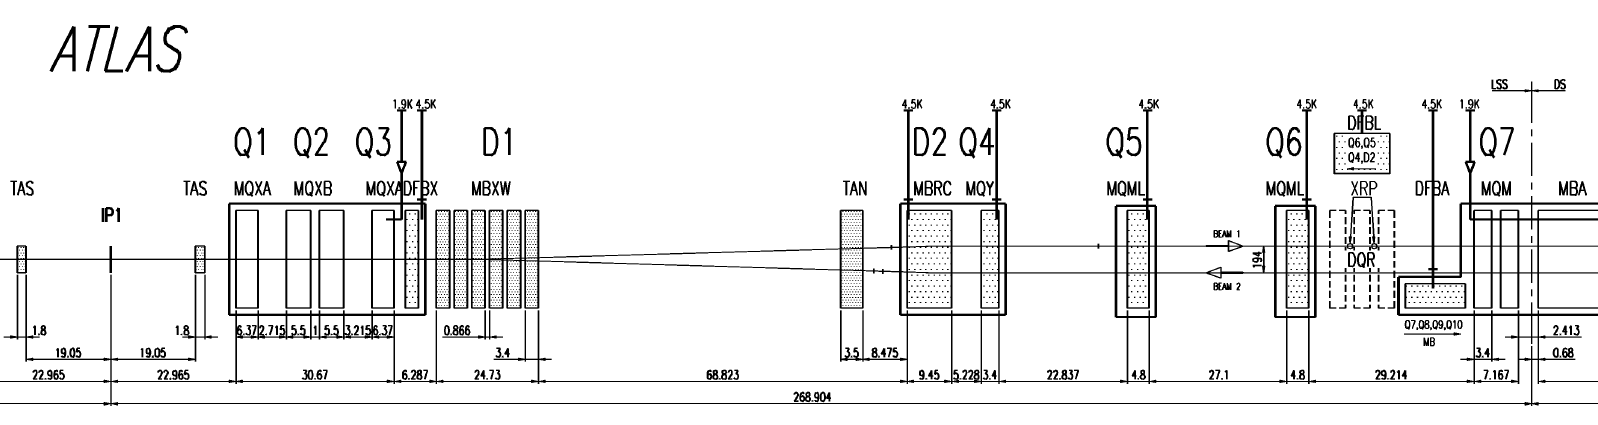 ATLAS
LSS DS
1.9K 4.5K 4.5K 4.5K 4.5K 4.5K 4.5K 4.5K 1.9K
Q1 Q2 Q3 D1 D2 Q4 Q5 Q6 DFBL Q7
Q6,Q5
Q4,D2
TAS TAS MQXA MQXB MQXA DFBX MBXW TAN MBRC MQY MQML MQML XRP DFBA MQM MBA
IP1
BEAM 1
194
DQR
BEAM 2
Q7,Q8,Q9,Q10
MB
1.8 1.8 6.37 2.715 5.5 1 5.5 3.215 6.37 0.866 2.413
19.05 19.05 3.4 3.5 8.475 3.4 0.68
22.965 22.965 30.67 6.287 24.73 68.823 9.45 5.228 3.4 22.837 4.8 27.1 4.8 29.214 7.167
268.904